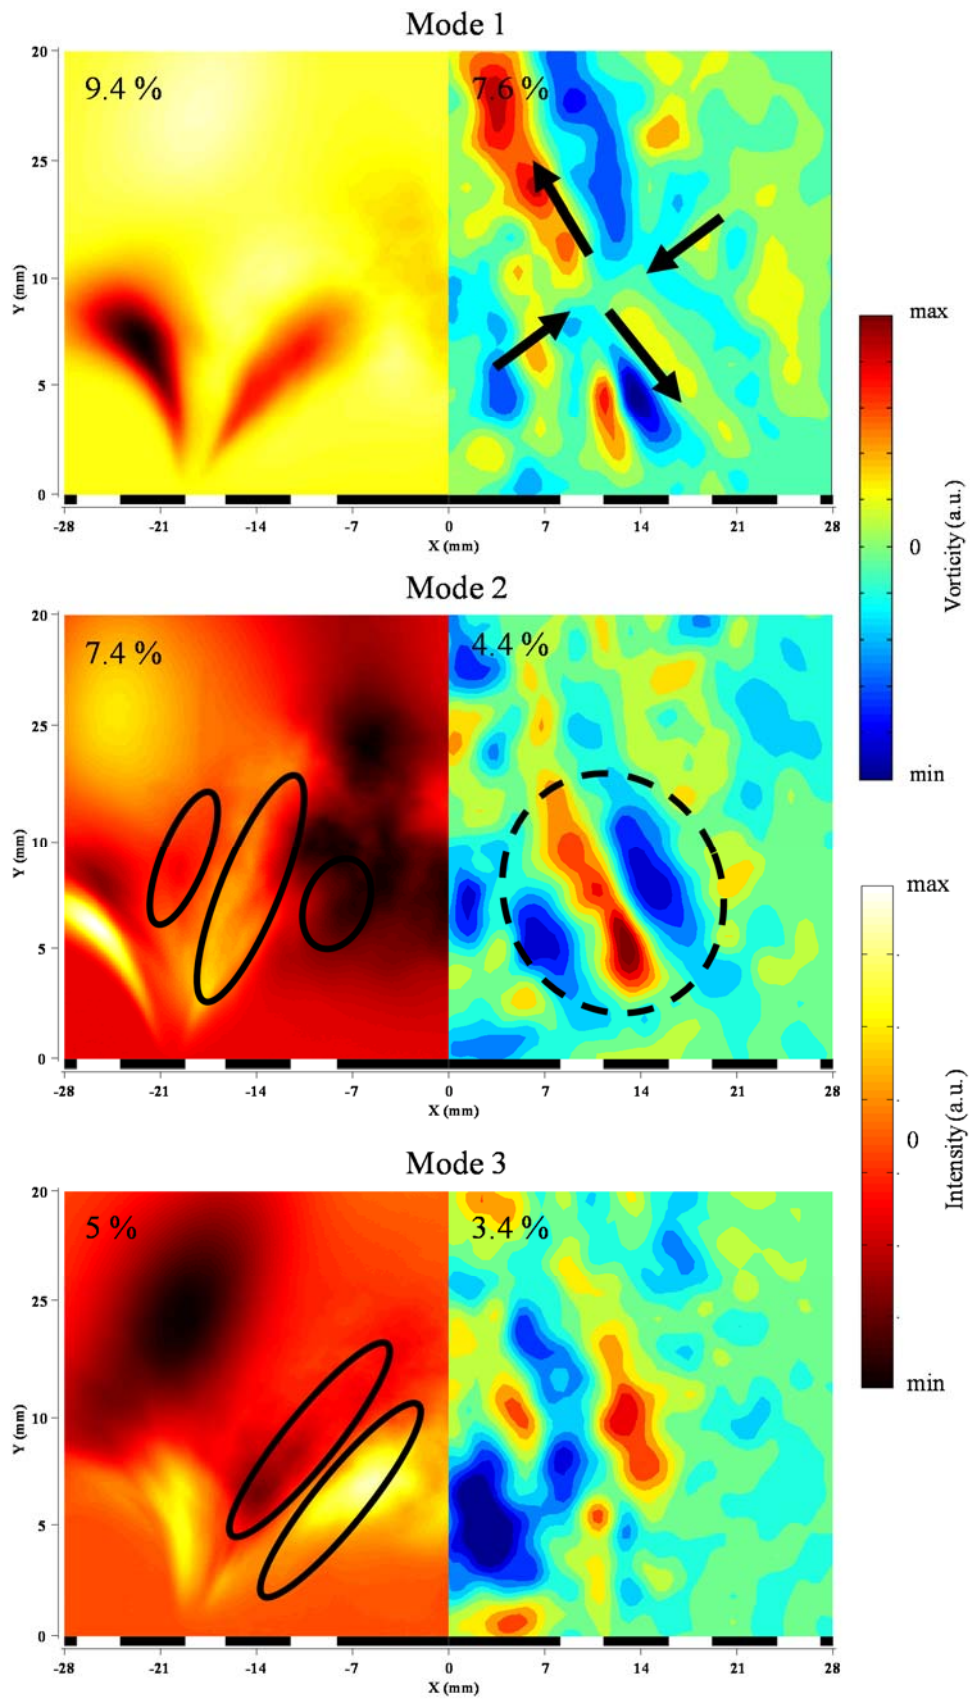 Mode 1
20
9.4 %
7.6 %
25
10
Y (mm)
5
0
-28 -21 -14 -7 0 7 14 21 28
X (mm)
max
0
Vorticity (a.u.)
min
Mode 2
20
7.4 %
4.4 %
25
10
Y (mm)
5
0
-28 -21 -14 -7 0 7 14 21 28
X (mm)
max
0
Intensity (a.u.)
min
Mode 3
20
5 %
3.4 %
25
10
Y (mm)
5
0
-28 -21 -14 -7 0 7 14 21 28
X (mm)